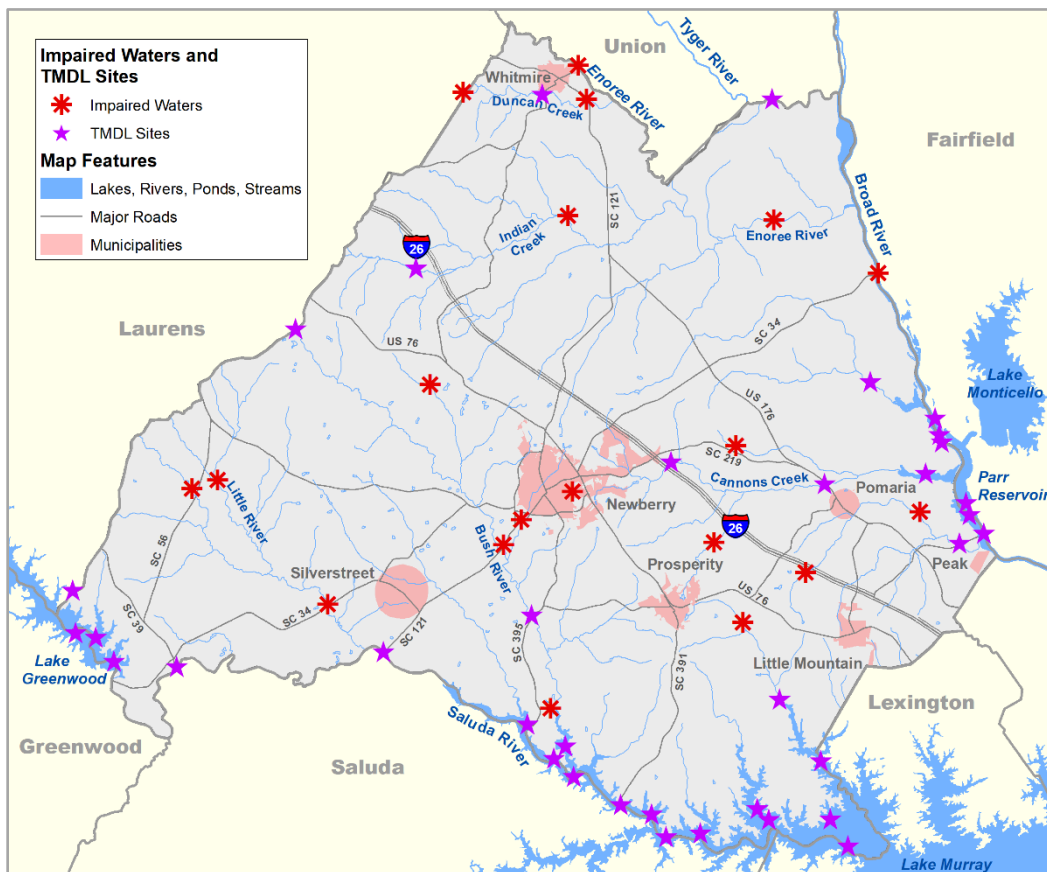 Impaired Waters and
TMDL Sites
Impaired Waters
TMDL Sites
Map Features
Lakes, Rivers, Ponds, Streams
Major Roads
Municipalities
Union
Tyger River
Enoree River
Whitmire
Duncan Creek
Fairfield
Broad River
SC 121
Indian
Creek
Enoree River
26
Laurens
US 76
SC 34
Lake
Monticello
US 176
SC 219
Cannons Creek
Pomaria
Parr
Reservoir
Newberry
Little River
Bush River
26
SC 56
Silverstreet
Prosperity
Peak
US 76
SC 34
SC 39
SC 121
SC 395
SC 391
Little Mountain
Lake
Greenwood
Lexington
Saluda River
Greenwood
Saluda
Lake Murray